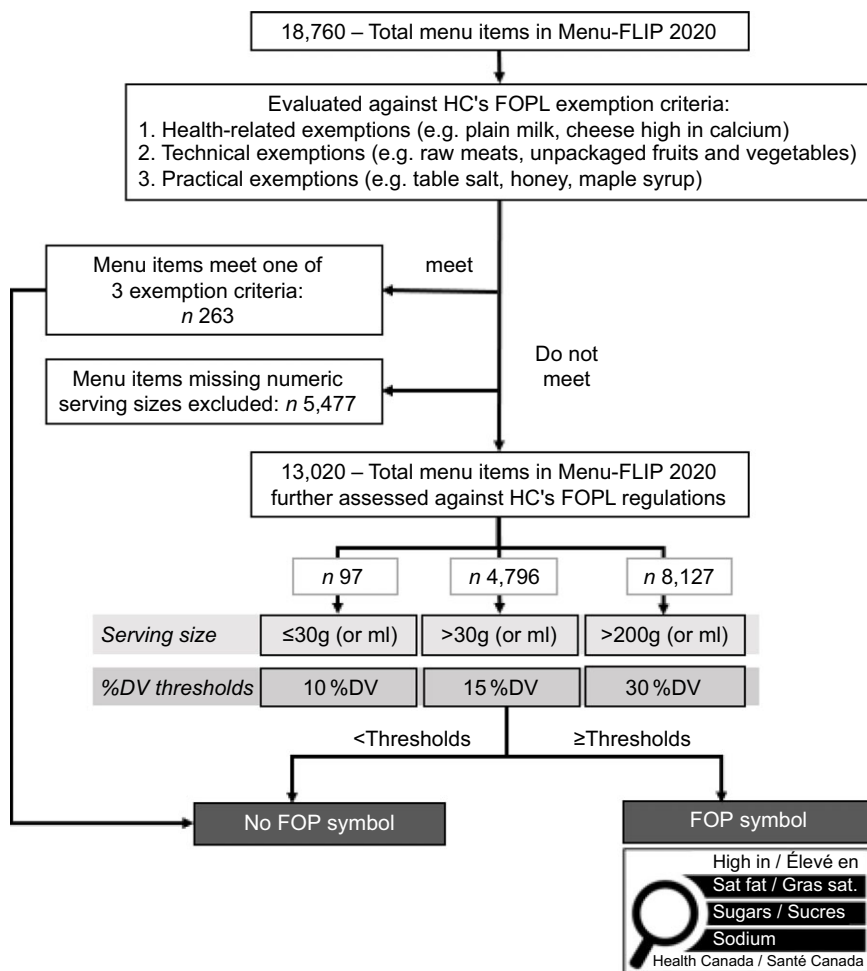 18,760 – Total menu items in Menu-FLIP 2020
Evaluated against HC's FOPL exemption criteria:
1. Health-related exemptions (e.g. plain milk, cheese high in calcium)
2. Technical exemptions (e.g. raw meats, unpackaged fruits and vegetables)
3. Practical exemptions (e.g. table salt, honey, maple syrup)
Menu items meet one of
3 exemption criteria:
n 263
meet
Do not
meet
Menu items missing numeric
serving sizes excluded: n 5,477
13,020 – Total menu items in Menu-FLIP 2020
further assessed against HC's FOPL regulations
n 97
n 4,796
n 8,127
Serving size
≤30g (or ml)
>30g (or ml)
>200g (or ml)
%DV thresholds
10 %DV
15 %DV
30 %DV
<Thresholds
≥Thresholds
No FOP symbol
FOP symbol
High in / Élevé en
Sat fat / Gras sat.
Sugars / Sucres
Sodium
Health Canada / Santé Canada